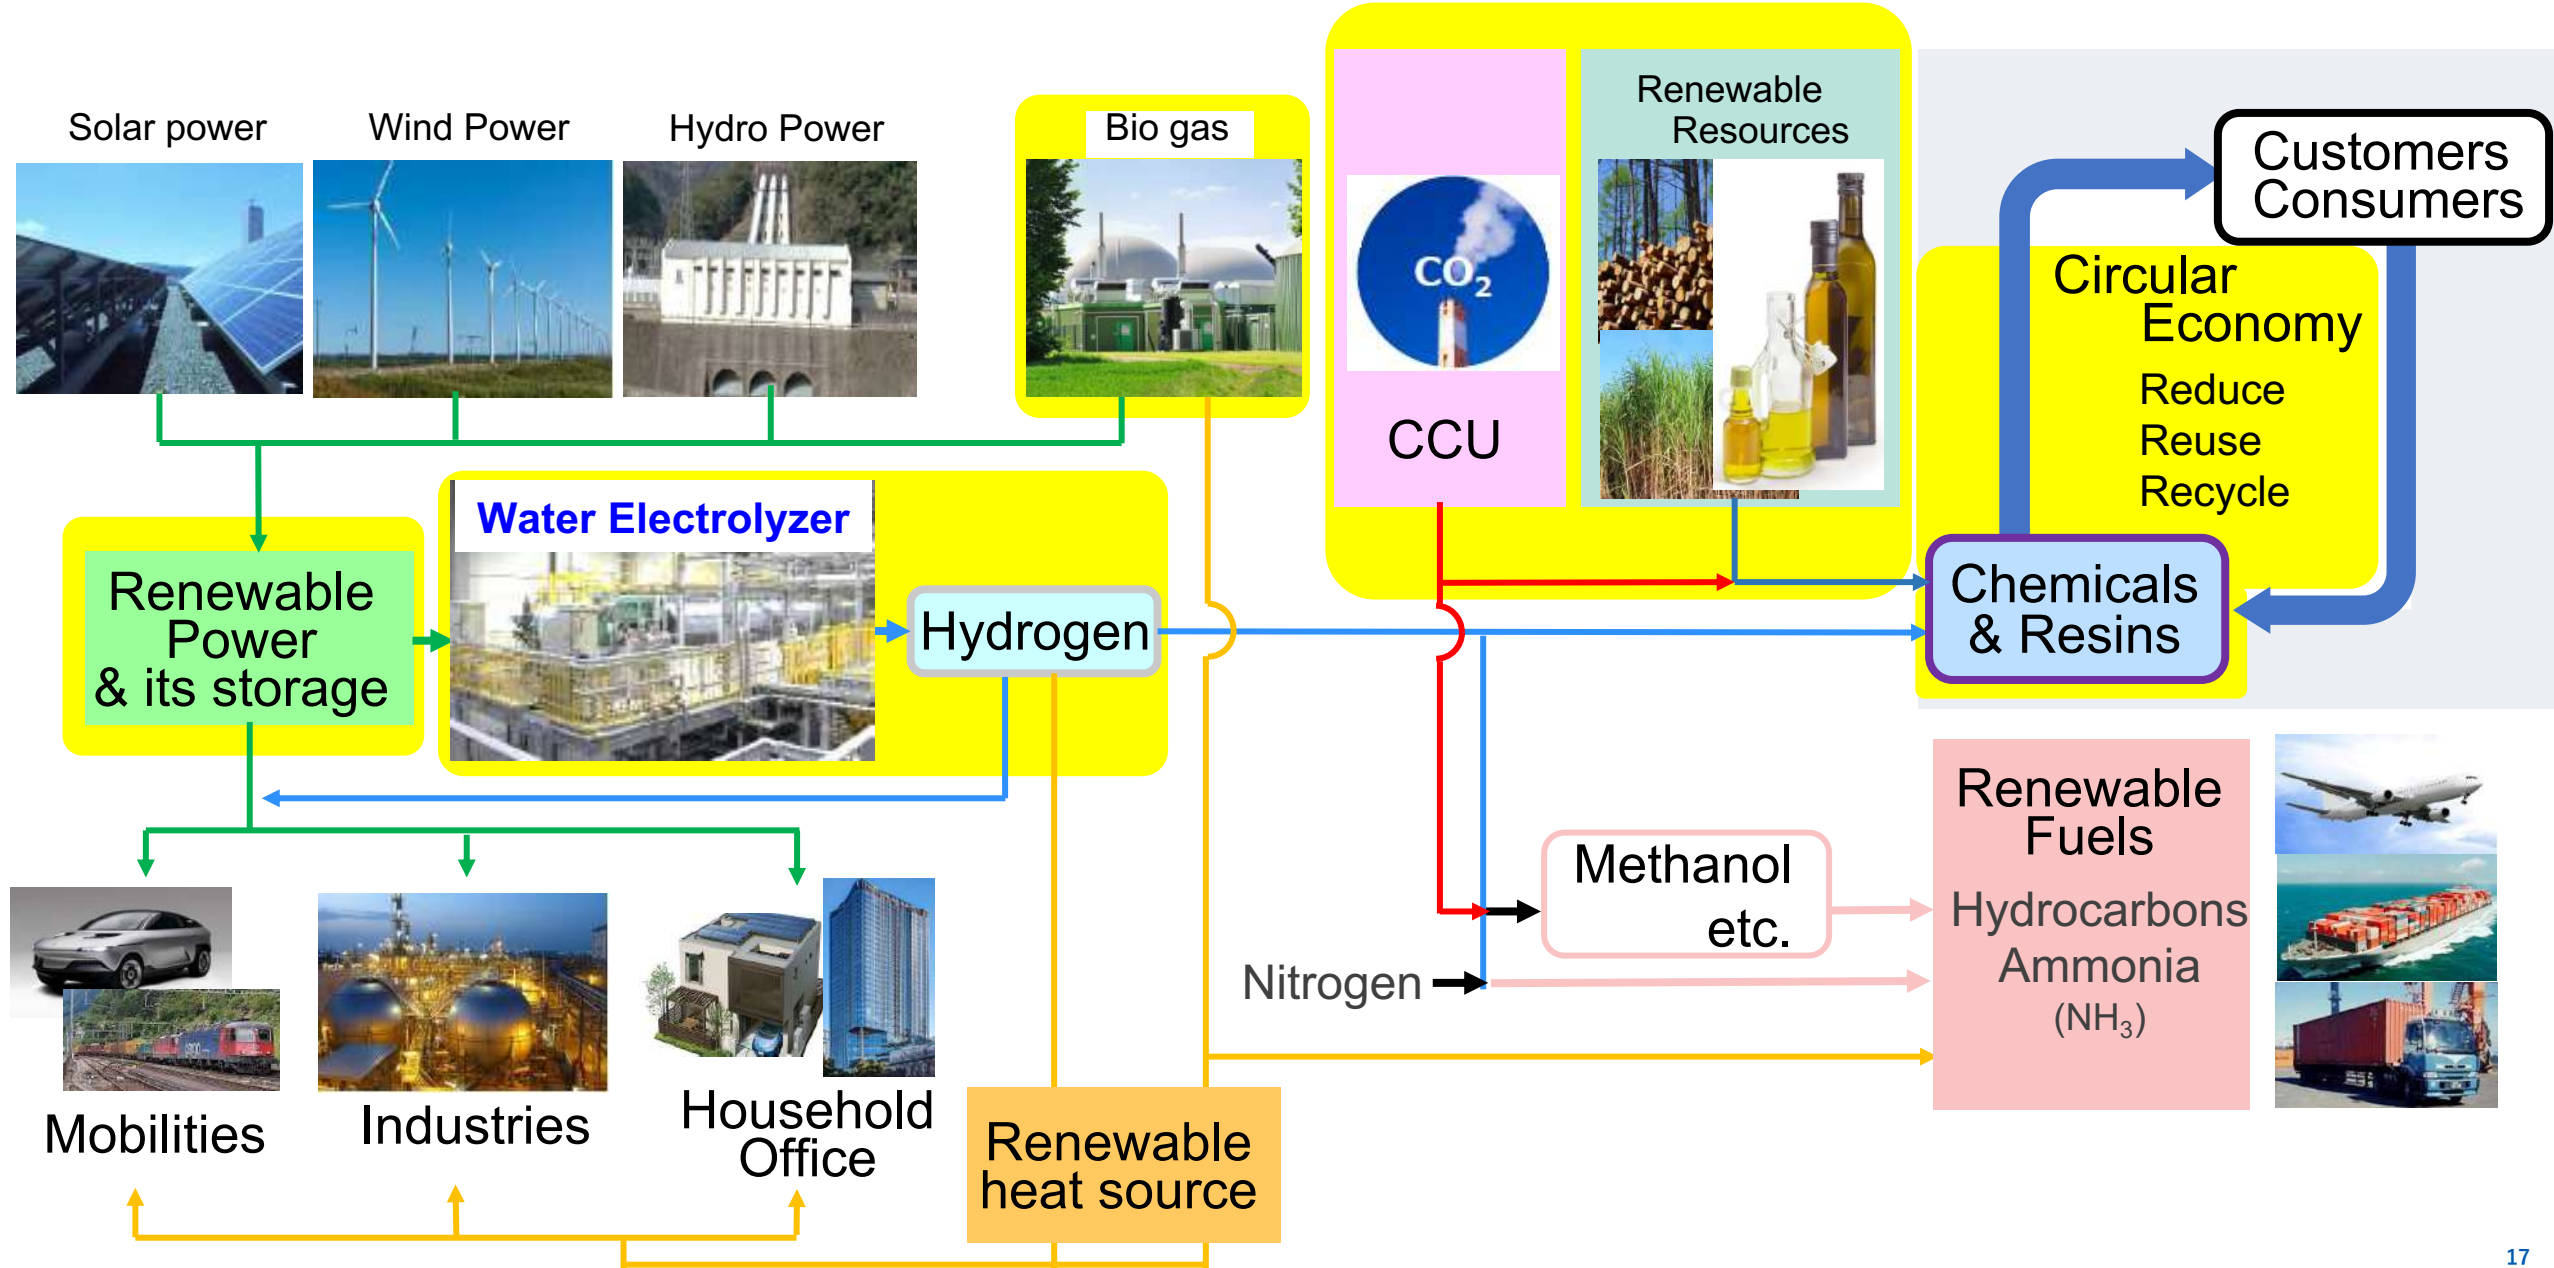 Solar power
Wind Power
Hydro Power
Bio gas
CO2
CCU
Renewable
Resources
Customers
Consumers
Circular
Economy
Reduce
Reuse
Recycle
Water Electrolyzer
Renewable
Power
& its storage
Hydrogen
Chemicals
& Resins
Methanol
etc.
Nitrogen
Renewable
Fuels
Hydrocarbons
Ammonia
(NH3)
Mobilities
Industries
Household
Office
Renewable
heat source
17